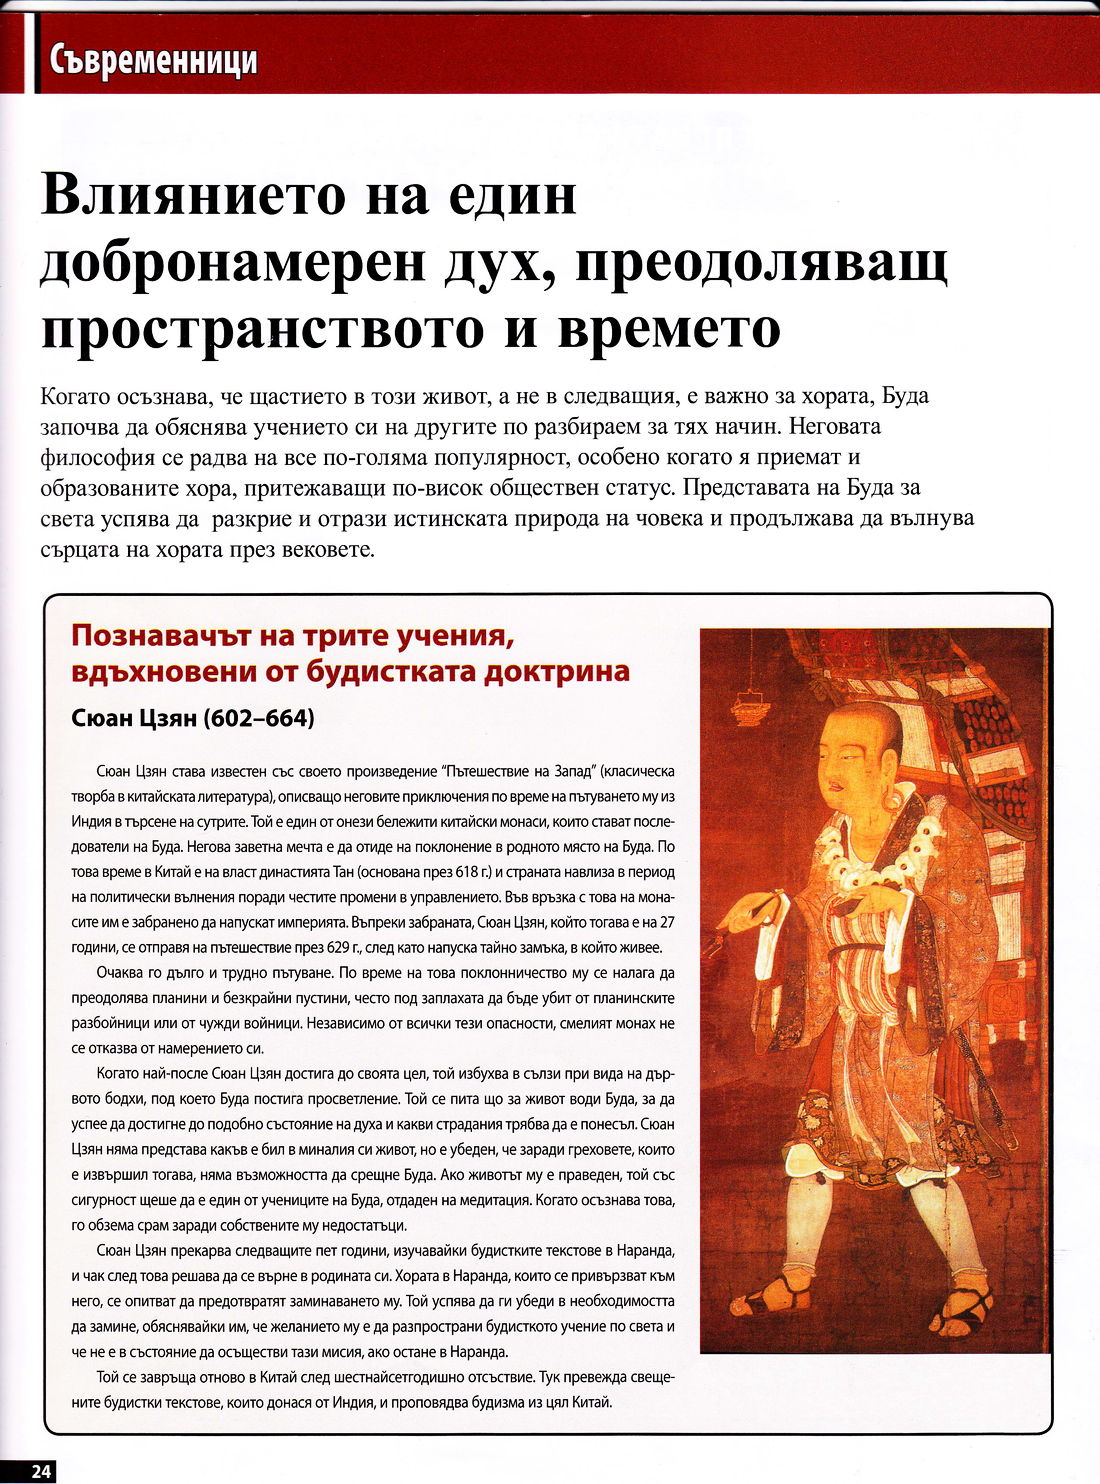 Съвременници
Влиянието на един
добронамерен дух, преодоляващ
пространството и времето
Когато осъзнава, че щастието в този живот, а не в следващия, е важно за хората, Буда
започва да обяснява учението си на другите по разбираем за тях начин. Неговата
философия се радва на все по-голяма популярност, особено когато я приемат и
образованите хора, притежаващи по-висок обществен статус. Представата на Буда за
света успява да разкрие и отрази истинската природа на човека и продължава да вълнува
сърцата на хората през вековете.
Познавачът на трите учения,
вдъхновени от будистката доктрина
Сюан Цзян (602–664)
Сюан Цзян става известен със своето произведение “Пътешествие на Запад” (класическа
творба в китайската литература), описващо неговите приключения по време на пътуването му из
Индия в търсене на сутрите. Той е един от онези бележити китайски монаси, които стават после-
дователи на Буда. Негова заветна мечта е да отиде на поклонение в родното място на Буда. По
това време в Китай е на власт династията Тан (основана през 618 г.) и страната навлиза в период
на политически вълнения поради честите промени в управлението. Във връзка с това на мона-
сите им е забранено да напускат империята. Въпреки забраната, Сюан Цзян, който тогава е на 27
години, се отправя на пътешествие през 629 г., след като напуска тайно замъка, в който живее.
Очаква го дълго и трудно пътуване. По време на това поклонничество му се налага да
преодолява планини и безкрайни пустини, често под заплахата да бъде убит от планинските
разбойници или от чужди войници. Независимо от всички тези опасности, смелият монах не
се отказва от намерението си.
Когато най-после Сюан Цзян достига до своята цел, той избухва в сълзи при вида на дър-
вото бодхи, под което Буда постига просветление. Той се пита що за живот води Буда, за да
успее да достигне до подобно състояние на духа и какви страдания трябва да е понесъл. Сюан
Цзян няма представа какъв е бил в миналия си живот, но е убеден, че заради греховете, които
е извършил тогава, няма възможността да срещне Буда. Ако животът му е праведен, той със
сигурност щеше да е един от учениците на Буда, отдаден на медитация. Когато осъзнава това,
го обзема срам заради собствените му недостатъци.
Сюан Цзян прекарва следващите пет години, изучавайки будистките текстове в Наранда,
и чак след това решава да се върне в родината си. Хората в Наранда, които се привързват към
него, се опитват да предотвратят заминаването му. Той успява да ги убеди в необходимостта
да замине, обяснявайки им, че желанието му е да разпространи будисткото учение по света и
че не е в състояние да осъществи тази мисия, ако остане в Наранда.
Той се завръща отново в Китай след шестнайсетгодишно отсъствие. Тук превежда свеще-
ните будистки текстове, които донася от Индия, и проповядва будизма из цял Китай.
24